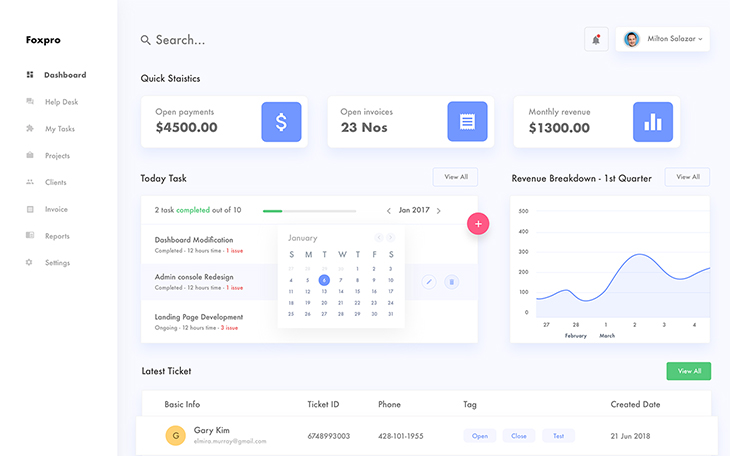 Foxpro
Search...
Milton Salazar
Dashboard
Help Desk
My Tasks
Projects
Clients
Invoice
Reports
Settings
Quick Staistics
Open payments
$4500.00
Open invoices
23 Nos
Monthly revenue
$1300.00
Today Task
View All
2 task completed out of 10
Jan 2017
Dashboard Modification
Completed - 12 hours time - 1 issue
Admin console Redesign
Completed - 12 hours time - 1 issue
Landing Page Development
Ongoing - 12 hours time - 3 issue
January
S M T W T F S
1 2 3
4 5 6 7 8 9 10
11 12 13 14 15 16 17
18 19 20 21 22 23 24
25 26 27 28 29 30 31
Revenue Breakdown - 1st Quarter
View All
500
400
300
200
100
0
27 28 1 2 3 4
February March
Latest Ticket
View All
Basic Info Ticket ID Phone Tag Created Date
G Gary Kim 6748993003 428-101-1955 Open Close Test 21 Jun 2018
elmira.murray@gmail.com